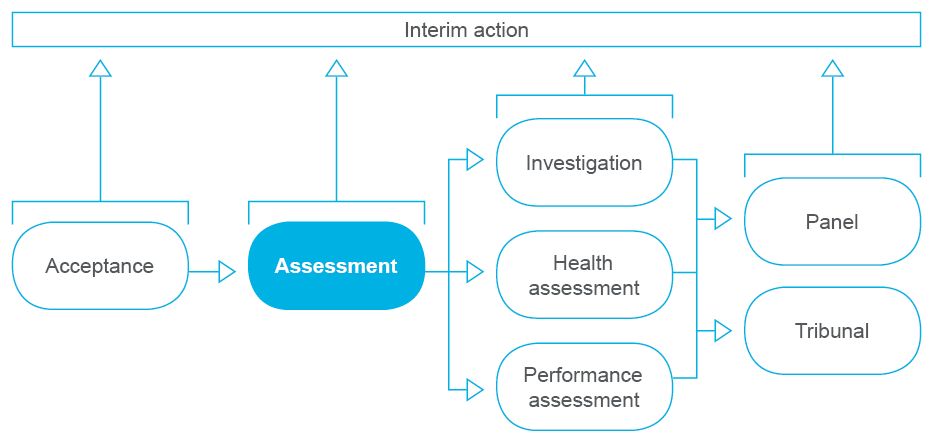 Interim action
Acceptance
Assessment
Investigation
Health
assessment
Performance
assessment
Panel
Tribunal